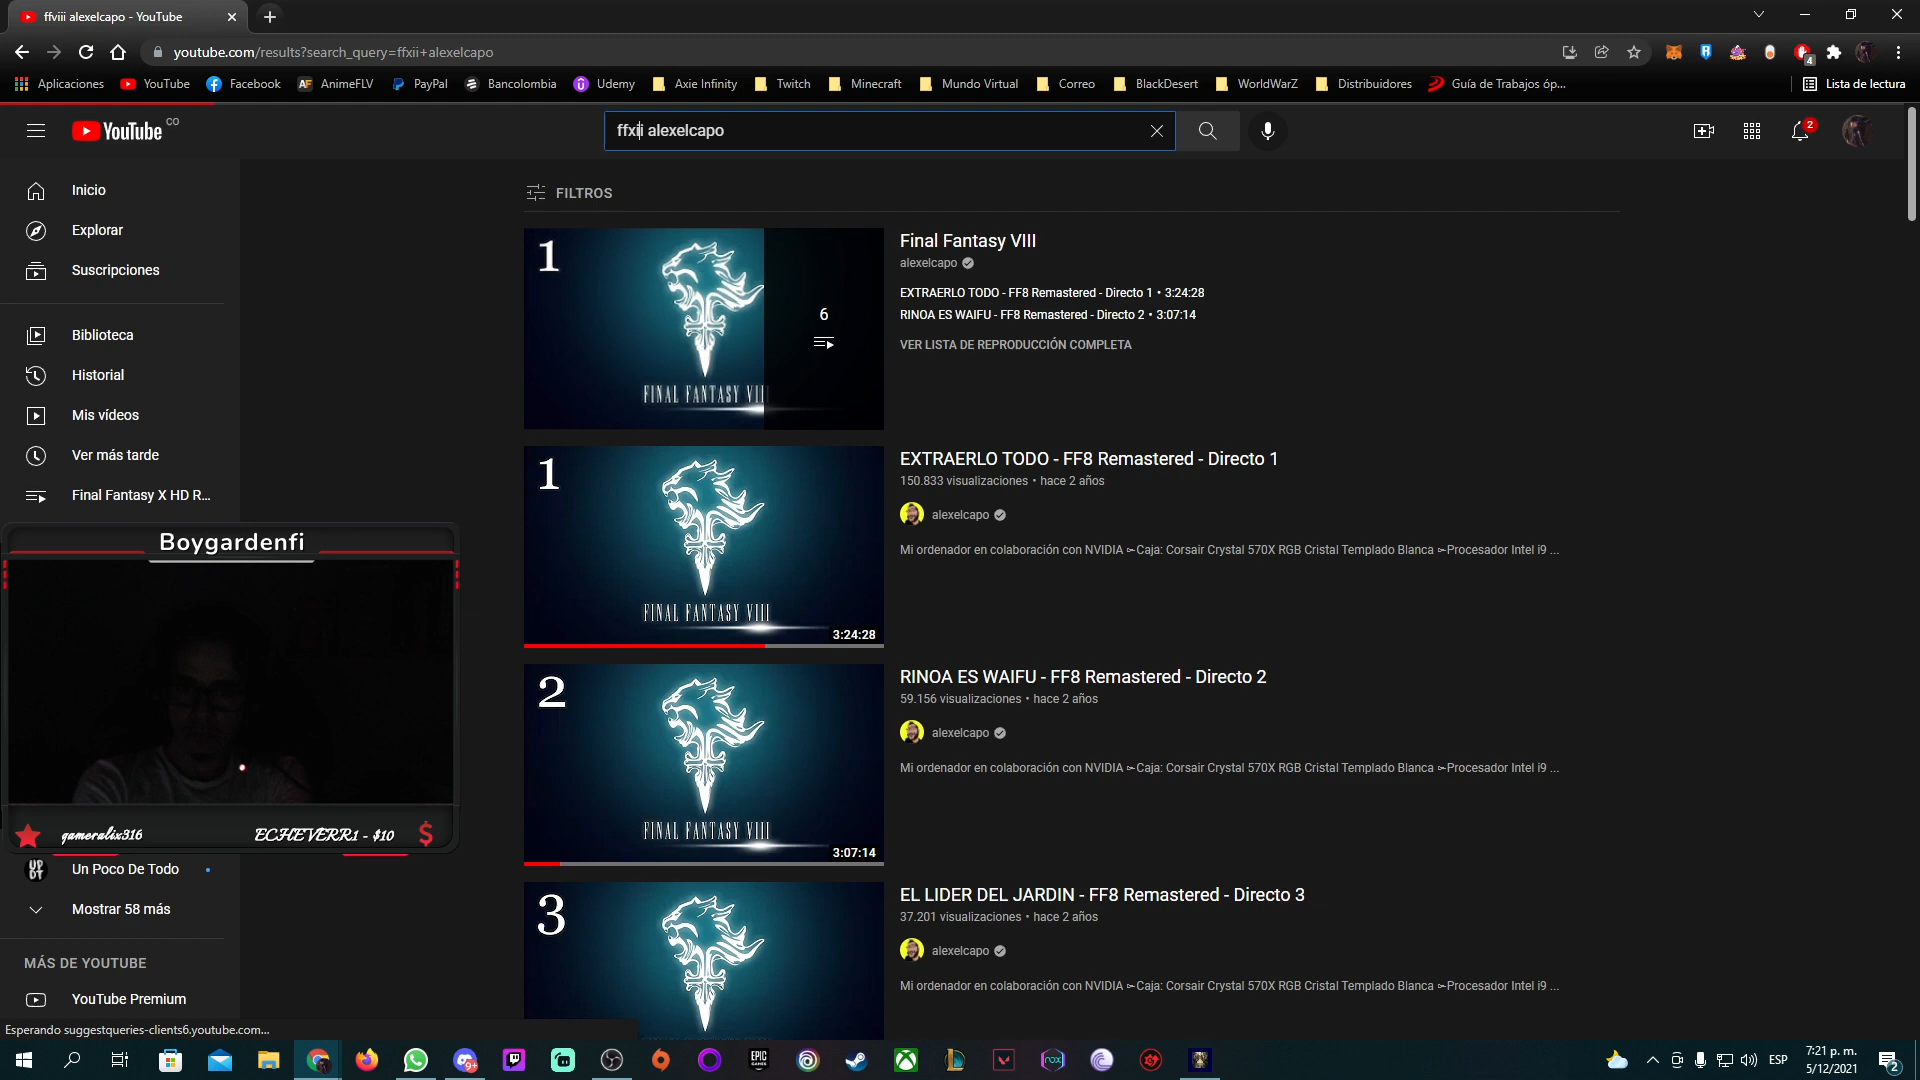 ffviii alexelcapo - YouTube
youtube.com/results?search_query=ffxii+alexelcapo
4
Aplicaciones YouTube Facebook AnimeFLV PayPal Bancolombia Udemy Axie Infinity Twitch Minecraft Mundo Virtual Correo BlackDesert WorldWarZ Distribuidores Guía de Trabajos óp... Lista de lectura
YouTube CO
ffxii alexelcapo
2
Inicio
Explorar
Suscripciones
Biblioteca
Historial
Mis vídeos
Ver más tarde
Final Fantasy X HD R...
Boygardenfi
gameralix316 ECHEVERR1 - $10 $
UP DT
Un Poco De Todo
Mostrar 58 más
MÁS DE YOUTUBE
YouTube Premium
Esperando suggestqueries-clients6.youtube.com...
FILTROS
1
6
FINAL FANTASY VIII
Final Fantasy VIII
alexelcapo
EXTRAERLO TODO - FF8 Remastered - Directo 1 • 3:24:28
RINOA ES WAIFU - FF8 Remastered - Directo 2 • 3:07:14
VER LISTA DE REPRODUCCIÓN COMPLETA
1
FINAL FANTASY VIII
3:24:28
EXTRAERLO TODO - FF8 Remastered - Directo 1
150.833 visualizaciones • hace 2 años
alexelcapo
Mi ordenador en colaboración con NVIDIA ➛Caja: Corsair Crystal 570X RGB Cristal Templado Blanca ➛Procesador Intel i9 ...
2
FINAL FANTASY VIII
3:07:14
RINOA ES WAIFU - FF8 Remastered - Directo 2
59.156 visualizaciones • hace 2 años
alexelcapo
Mi ordenador en colaboración con NVIDIA ➛Caja: Corsair Crystal 570X RGB Cristal Templado Blanca ➛Procesador Intel i9 ...
3
EL LIDER DEL JARDIN - FF8 Remastered - Directo 3
37.201 visualizaciones • hace 2 años
alexelcapo
Mi ordenador en colaboración con NVIDIA ➛Caja: Corsair Crystal 570X RGB Cristal Templado Blanca ➛Procesador Intel i9 ...
9+
EPIC GAMES
nox
ESP
7:21 p. m.
5/12/2021
2